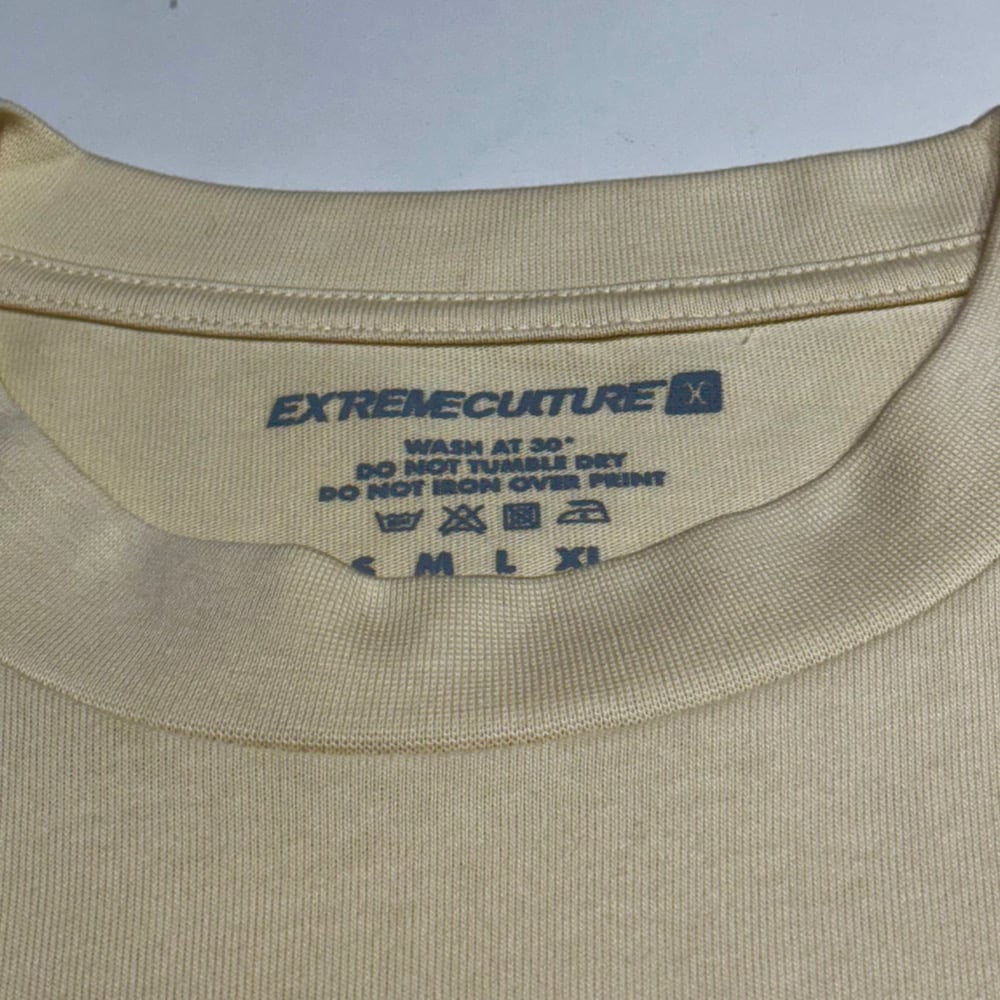 EXTREMECULTURE
WASH AT 30°
DO NOT TUMBLE DRY
DO NOT IRON OVER PRINT
S M L XL